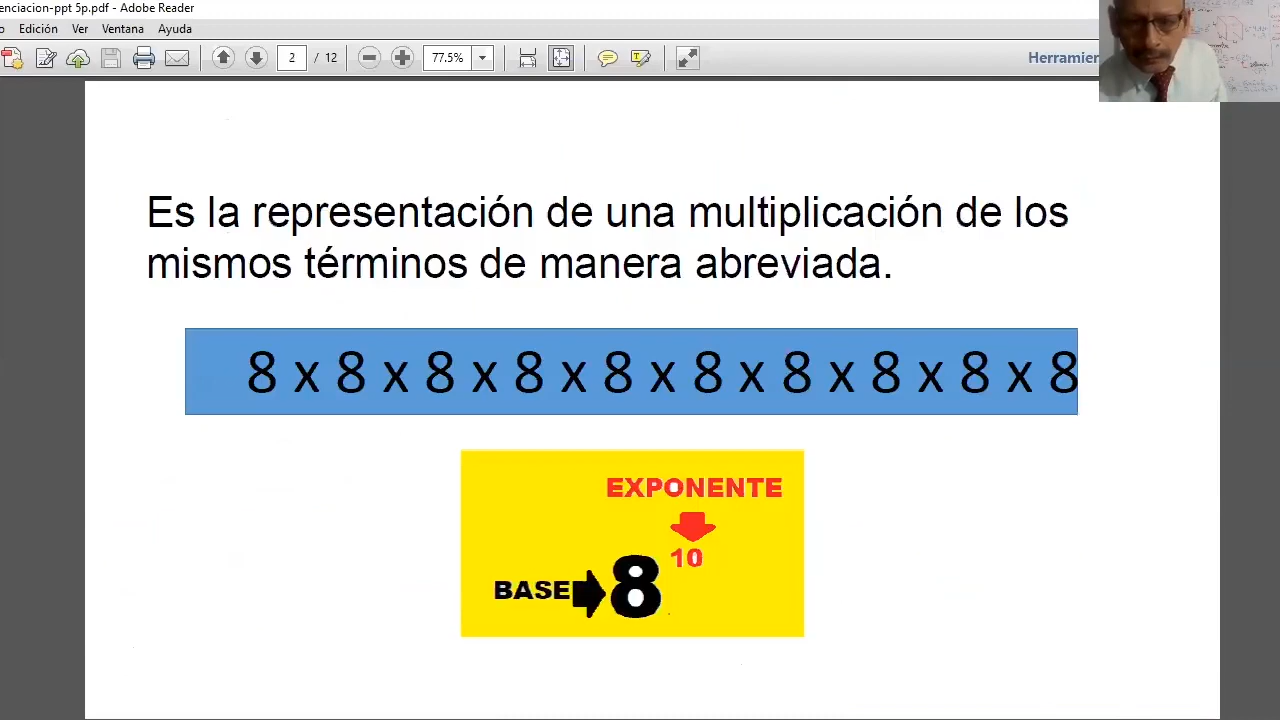 enciacion-ppt 5p.pdf - Adobe Reader
o Edición Ver Ventana Ayuda
2 / 12 77.5% Herramien
Es la representación de una multiplicación de los
mismos términos de manera abreviada.
8 x 8 x 8 x 8 x 8 x 8 x 8 x 8 x 8 x 8
EXPONENTE
10
BASE 8